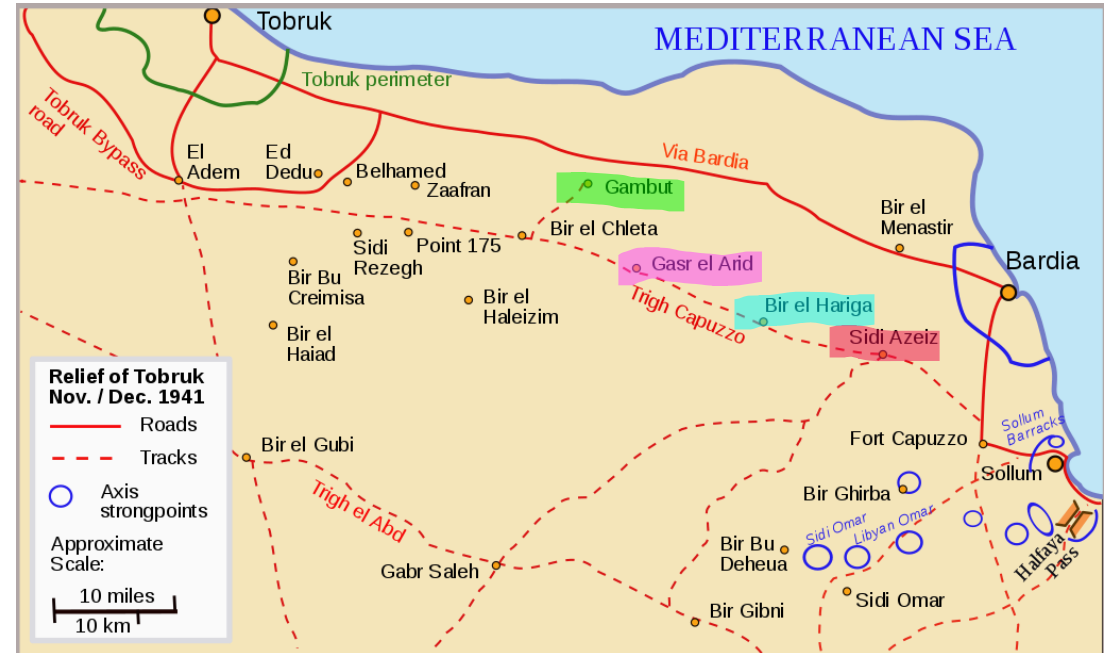 Tobruk
MEDITERRANEAN SEA
Tobruk perimeter
Tobruk Bypass
road
Via Bardia
El
Adem
Ed
Dedu
Belhamed
Zaafran
Gambut
Bir el
Menastir
Bardia
Sidi
Rezegh
Point 175
Bir el Chleta
Gasr el Arid
Bir Bu
Creimisa
Bir el
Haleizim
Trigh Capuzzo
Bir el Hariga
Bir el
Haiad
Sidi Azeiz
Relief of Tobruk
Nov. / Dec. 1941
Roads
Tracks
Axis
strongpoints
Approximate
Scale:
10 miles
10 km
Bir el Gubi
Trigh el Abd
Fort Capuzzo
Sollum
Barracks
Sollum
Bir Ghirba
Sidi Omar
Libyan Omar
Halfaya
Pass
Bir Bu
Deheua
Gabr Saleh
Sidi Omar
Bir Gibni